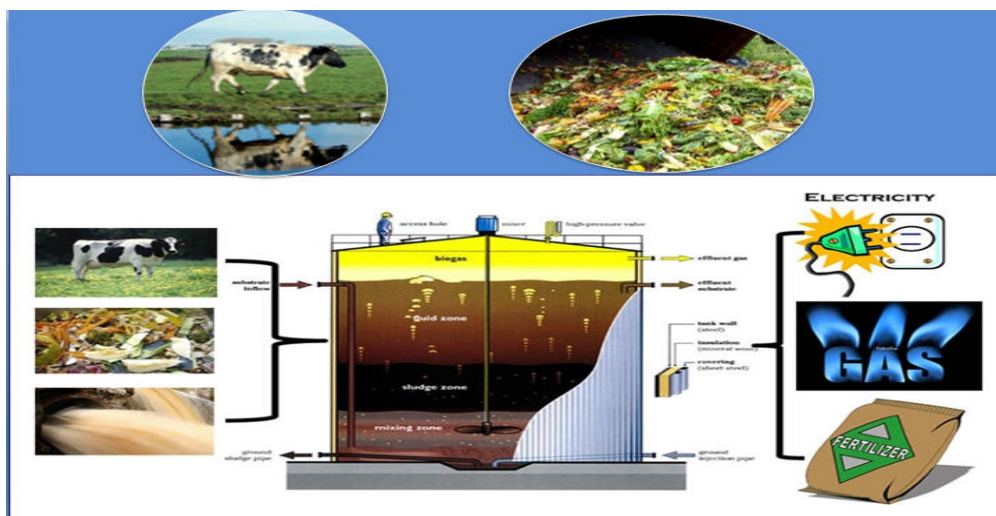 ELECTRICITY
access hole
mixer
high-pressure valve
biogas
effluent gas
substrate
inflow
effluent
substrate
fluid zone
tank wall
(steel)
insulation
(mineral wool)
covering
(sheet steel)
sludge zone
GAS
mixing zone
FERTILIZER
ground
sludge pipe
ground
injection pipe